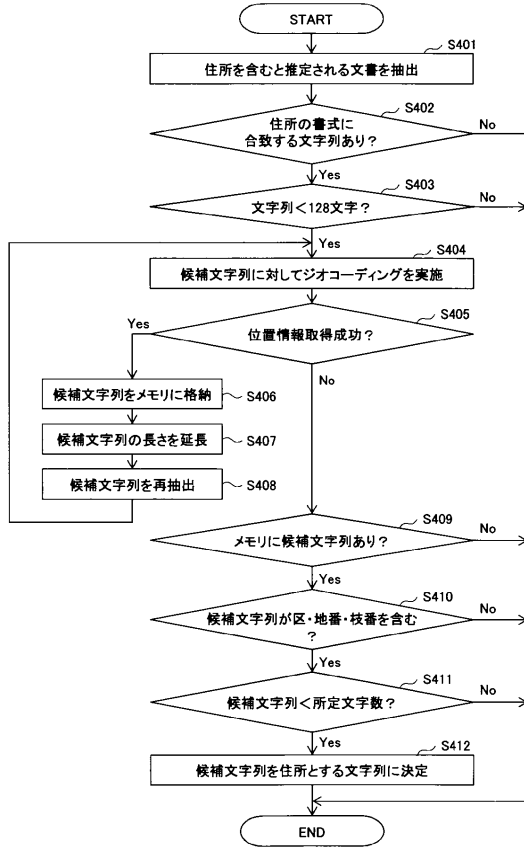 START
S401
住所を含むと推定される文書を抽出
S402
住所の書式に
合致する文字列あり？
No
Yes
S403
文字列＜128文字？
No
Yes
S404
候補文字列に対してジオコーディングを実施
S405
位置情報取得成功？
Yes
No
候補文字列をメモリに格納
S406
候補文字列の長さを延長
S407
候補文字列を再抽出
S408
S409
メモリに候補文字列あり？
No
Yes
S410
候補文字列が区・地番・枝番を含む
？
No
Yes
S411
候補文字列＜所定文字数？
No
Yes
S412
候補文字列を住所とする文字列に決定
END